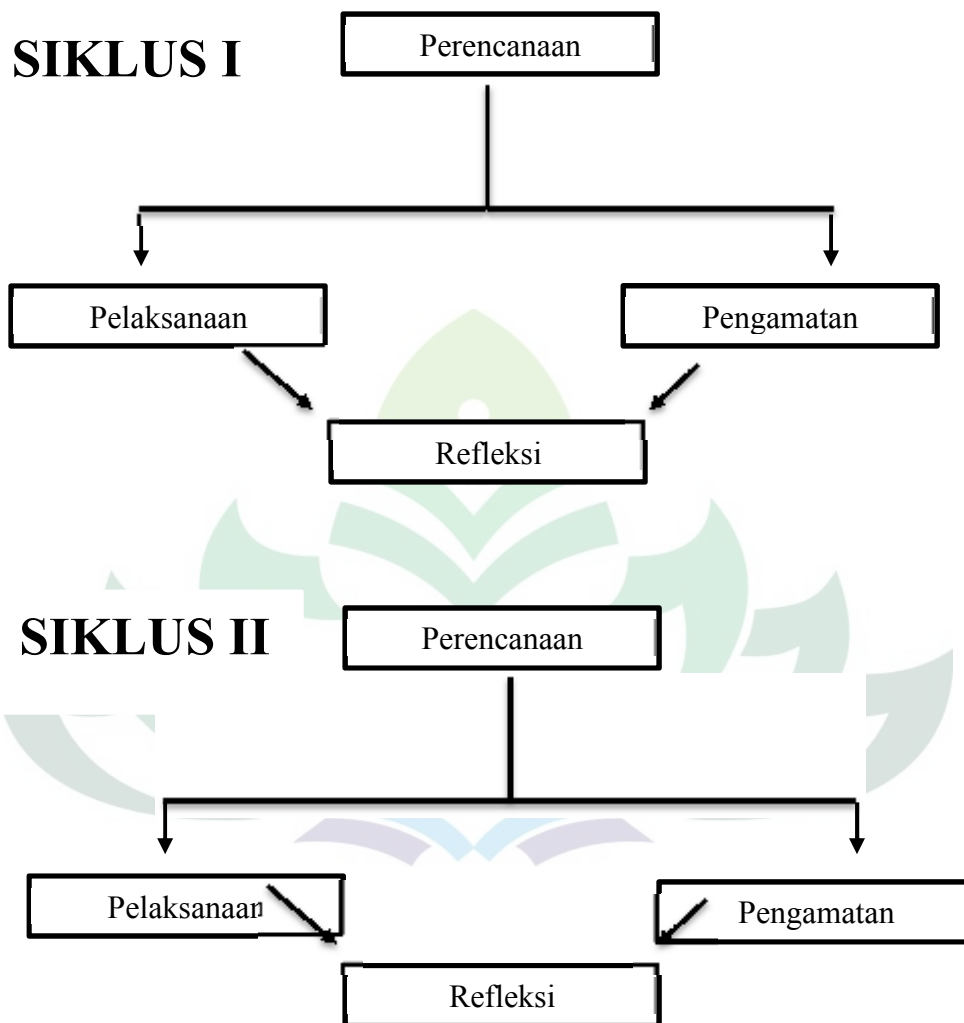 SIKLUS I
Perencanaan
Pelaksanaan
Pengamatan
Refleksi
SIKLUS II
Perencanaan
Pelaksanaan
Pengamatan
Refleksi